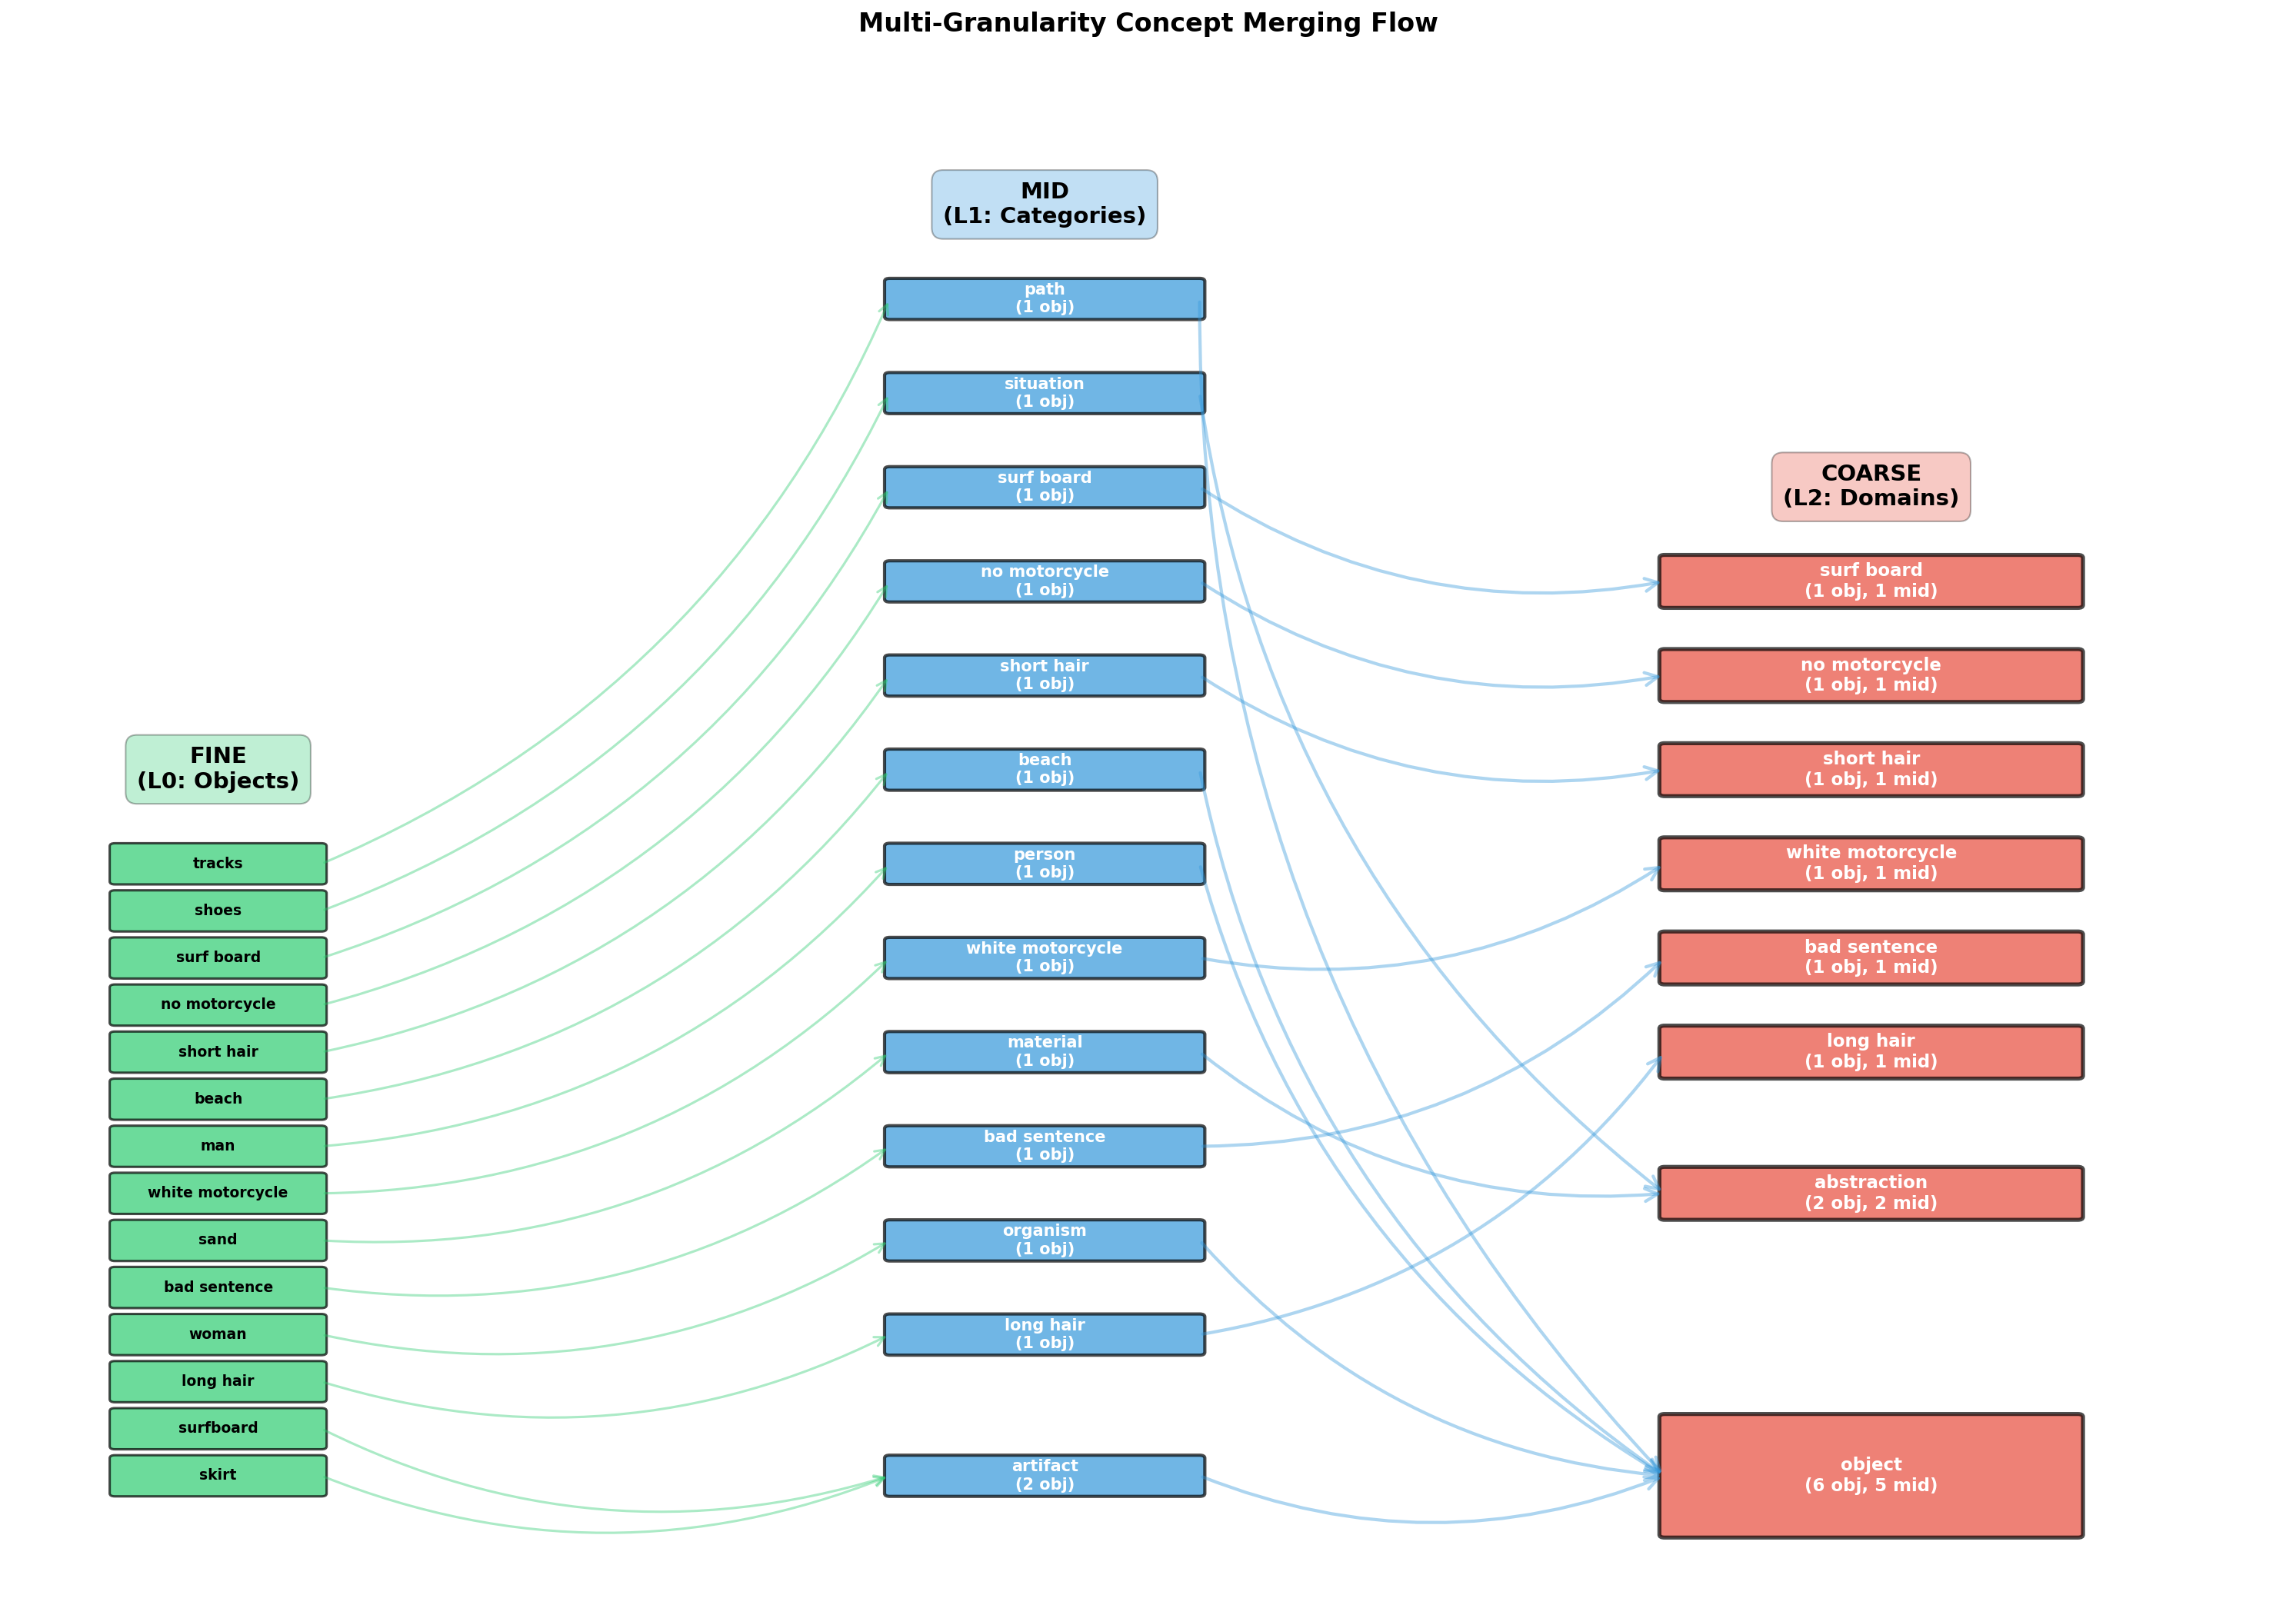 Multi-Granularity Concept Merging Flow
FINE
(L0: Objects)
tracks
shoes
surf board
no motorcycle
short hair
beach
man
white motorcycle
sand
bad sentence
woman
long hair
surfboard
skirt
MID
(L1: Categories)
path
(1 obj)
situation
(1 obj)
surf board
(1 obj)
no motorcycle
(1 obj)
short hair
(1 obj)
beach
(1 obj)
person
(1 obj)
white motorcycle
(1 obj)
material
(1 obj)
bad sentence
(1 obj)
organism
(1 obj)
long hair
(1 obj)
artifact
(2 obj)
COARSE
(L2: Domains)
surf board
(1 obj, 1 mid)
no motorcycle
(1 obj, 1 mid)
short hair
(1 obj, 1 mid)
white motorcycle
(1 obj, 1 mid)
bad sentence
(1 obj, 1 mid)
long hair
(1 obj, 1 mid)
abstraction
(2 obj, 2 mid)
object
(6 obj, 5 mid)